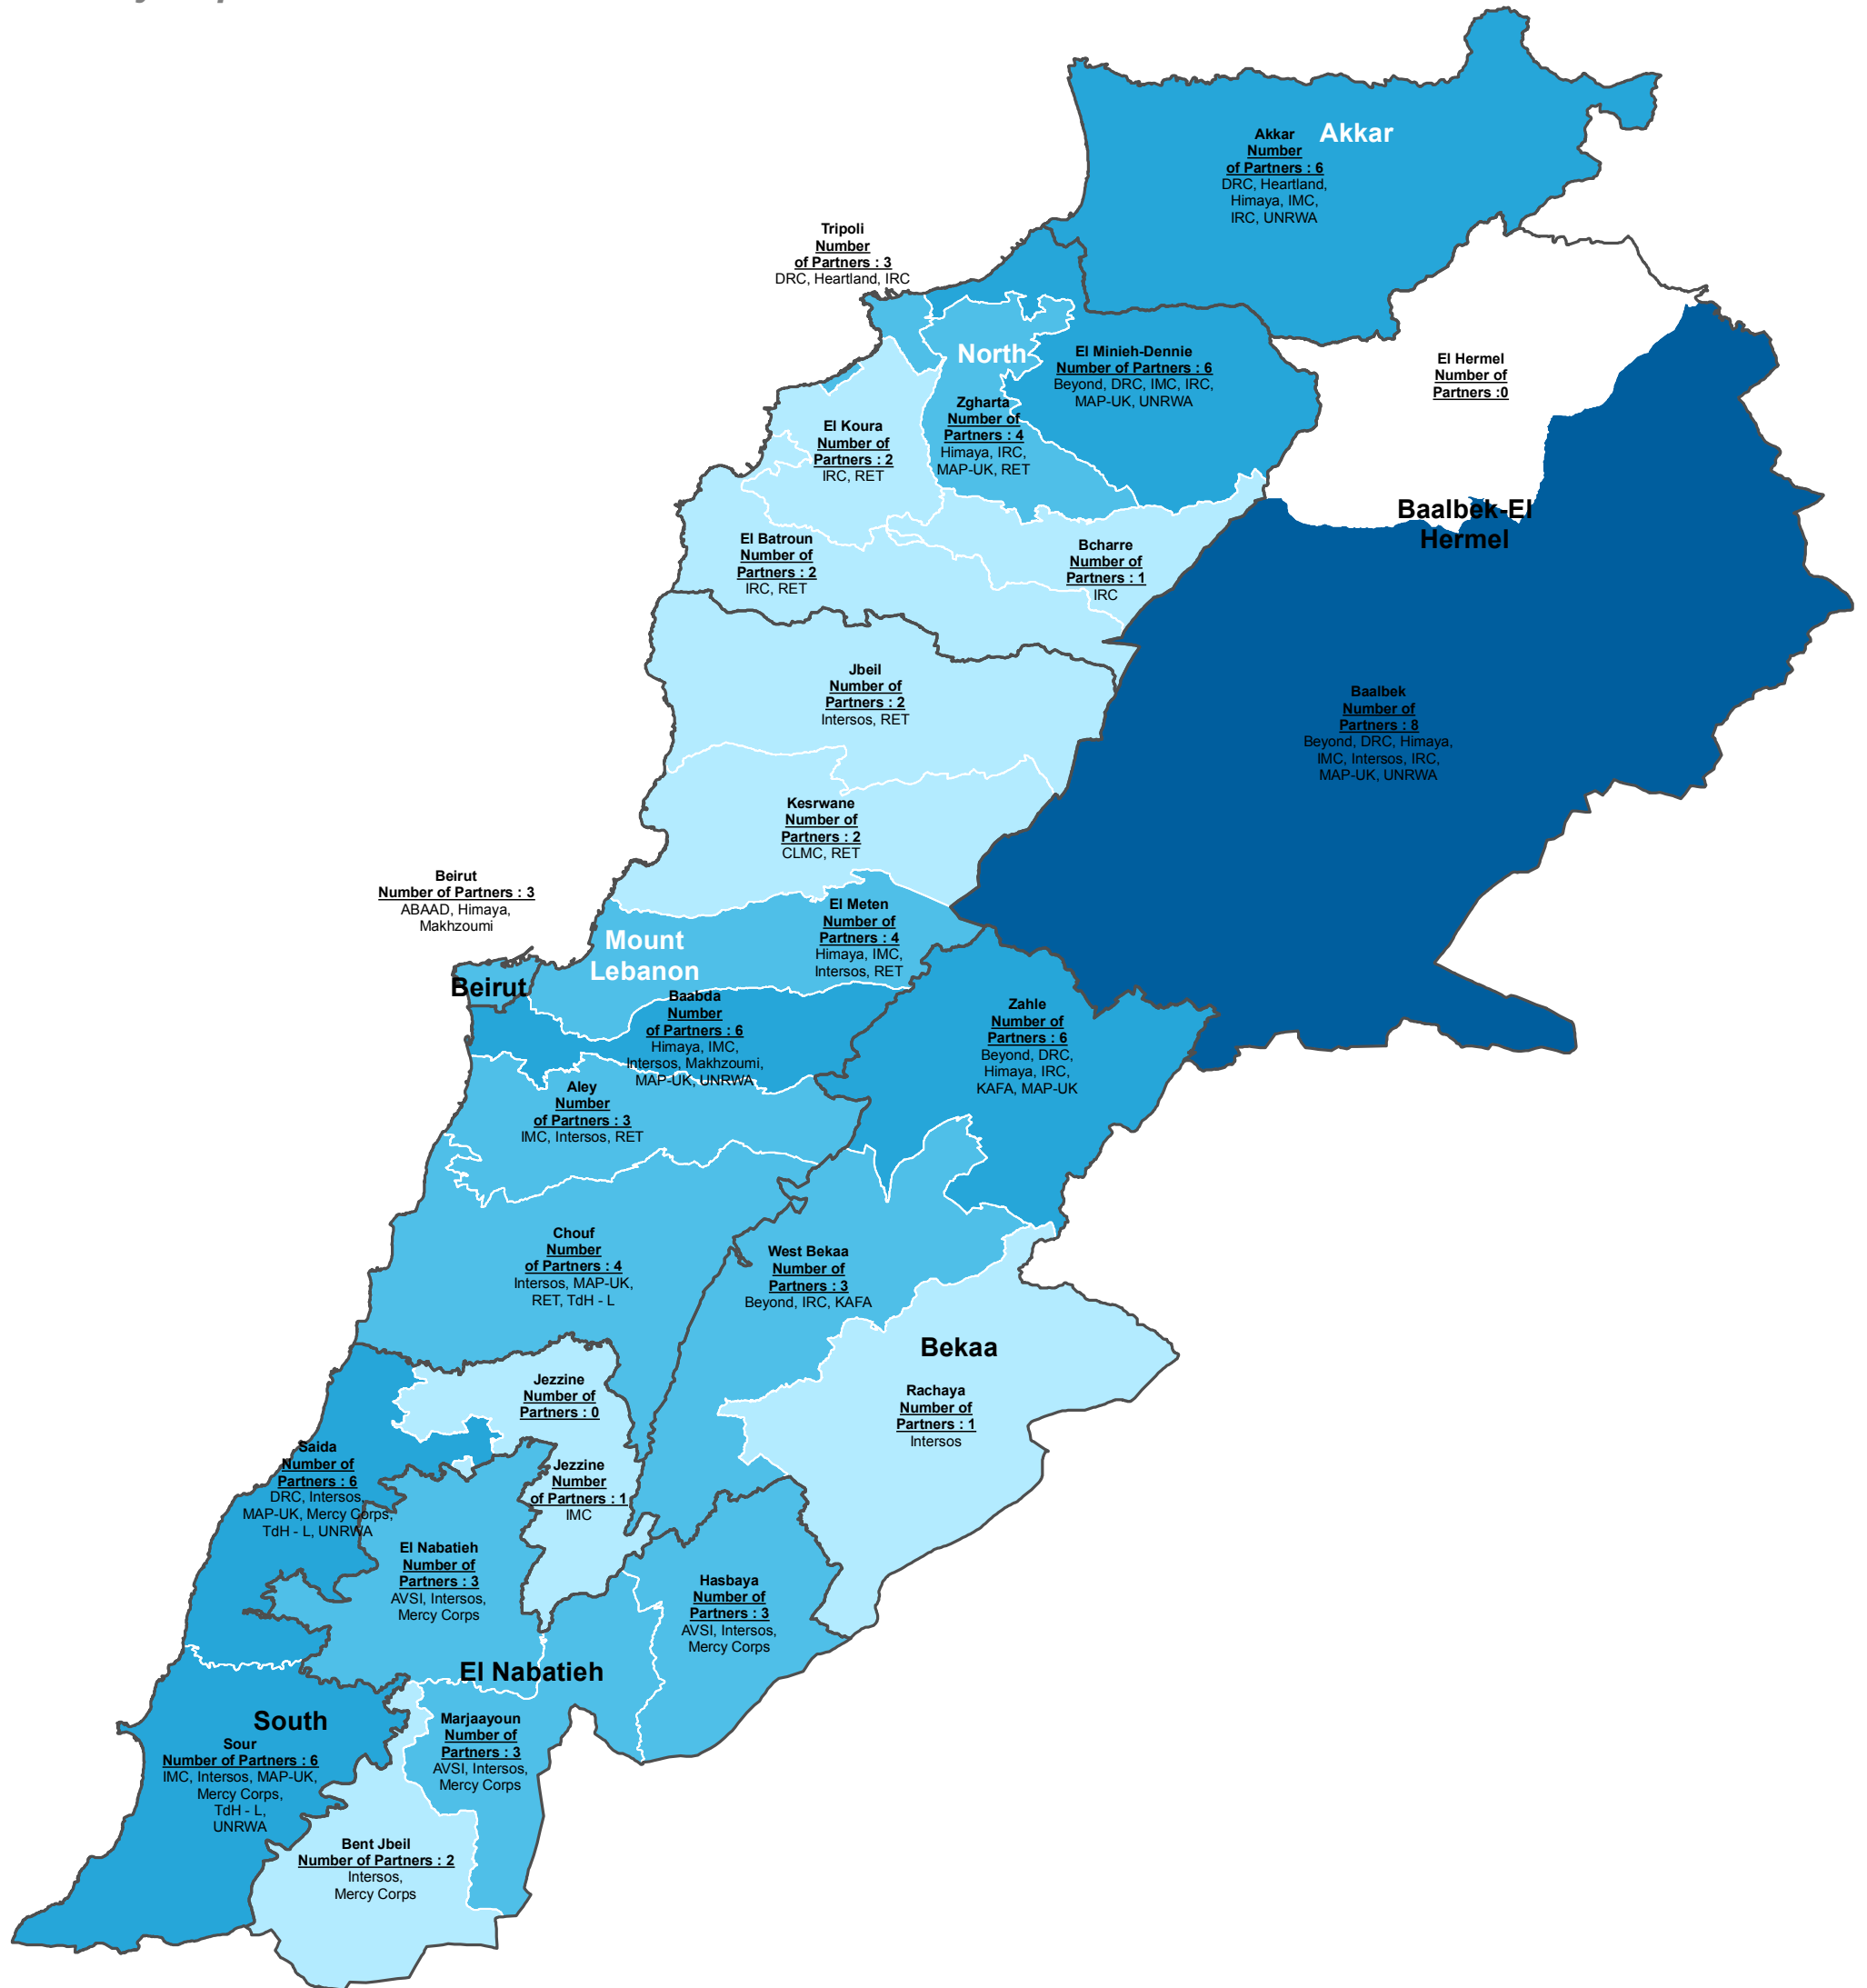 Akkar
Akkar
Number
of Partners : 6
DRC, Heartland,
Himaya, IMC,
IRC, UNRWA
Tripoli
Number
of Partners : 3
DRC, Heartland, IRC
North
El Minieh-Dennie
Number of Partners : 6
Beyond, DRC, IMC, IRC,
MAP-UK, UNRWA
El Hermel
Number of
Partners :0
Zgharta
Number of
Partners : 4
Himaya, IRC,
MAP-UK, RET
El Koura
Number of
Partners : 2
IRC, RET
Baalbek-El
Hermel
El Batroun
Number of
Partners : 2
IRC, RET
Bcharre
Number of
Partners : 1
IRC
Jbeil
Number of
Partners : 2
Intersos, RET
Baalbek
Number of
Partners : 8
Beyond, DRC, Himaya,
IMC, Intersos, IRC,
MAP-UK, UNRWA
Kesrwane
Number of
Partners : 2
CLMC, RET
Beirut
Number of Partners : 3
ABAAD, Himaya,
Makhzoumi
El Meten
Number of
Partners : 4
Himaya, IMC,
Intersos, RET
Mount
Lebanon
Beirut
Baabda
Number
of Partners : 6
Himaya, IMC,
Intersos, Makhzoumi,
MAP-UK, UNRWA
Zahle
Number of
Partners : 6
Beyond, DRC,
Himaya, IRC,
KAFA, MAP-UK
Aley
Number
of Partners : 3
IMC, Intersos, RET
Chouf
Number
of Partners : 4
Intersos, MAP-UK,
RET, TdH - L
West Bekaa
Number of
Partners : 3
Beyond, IRC, KAFA
Bekaa
Rachaya
Number of
Partners : 1
Intersos
Jezzine
Number of
Partners : 0
Saida
Number of
Partners : 6
DRC, Intersos,
MAP-UK, Mercy Corps,
TdH - L, UNRWA
Jezzine
Number
of Partners : 1
IMC
El Nabatieh
Number of
Partners : 3
AVSI, Intersos,
Mercy Corps
Hasbaya
Number of
Partners : 3
AVSI, Intersos,
Mercy Corps
El Nabatieh
South
Sour
Number of Partners : 6
IMC, Intersos, MAP-UK,
Mercy Corps,
TdH - L,
UNRWA
Marjaayoun
Number of
Partners : 3
AVSI, Intersos,
Mercy Corps
Bent Jbeil
Number of Partners : 2
Intersos,
Mercy Corps